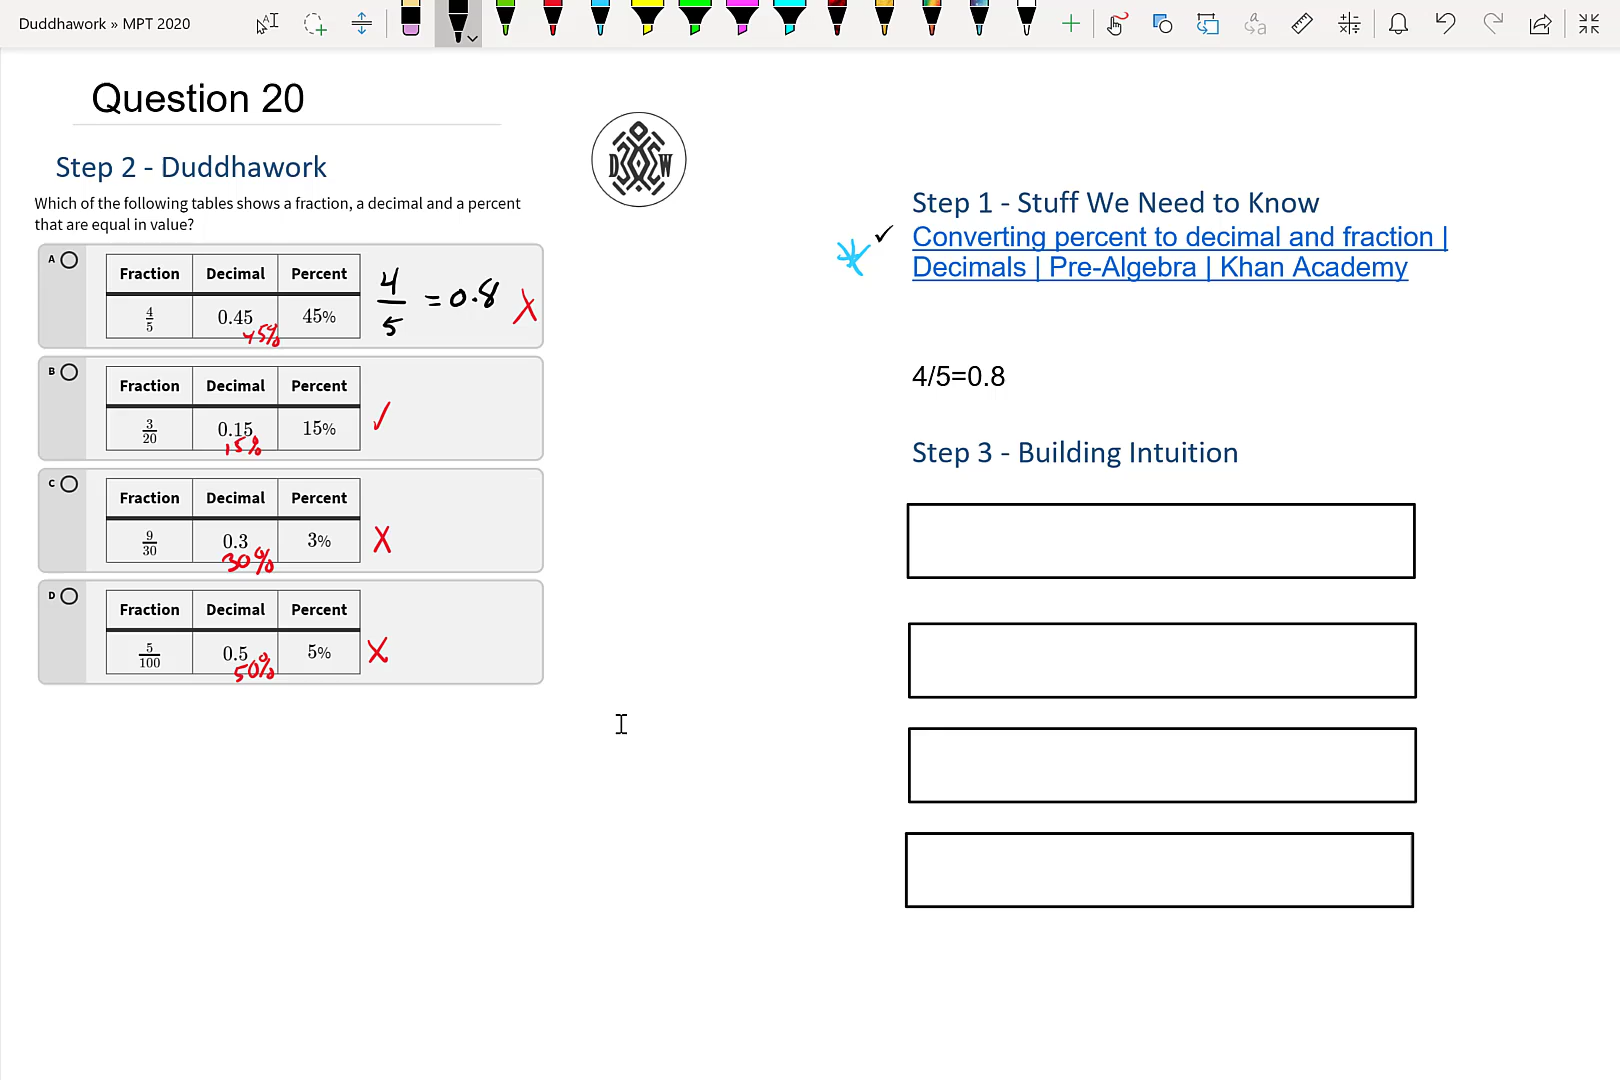 Duddhawork » MPT 2020
Question 20
Step 2 - Duddhawork
Which of the following tables shows a fraction, a decimal and a percent
that are equal in value?
A
Fraction Decimal Percent
4/5 0.45 45%
45%
4/5 = 0.8 X
B
Fraction Decimal Percent
3/20 0.15 15% ✓
15%
C
Fraction Decimal Percent
9/30 0.3 3% X
30%
D
Fraction Decimal Percent
5/100 0.5 5% X
50%
D W
Step 1 - Stuff We Need to Know
✓ Converting percent to decimal and fraction |
Decimals | Pre-Algebra | Khan Academy
4/5=0.8
Step 3 - Building Intuition